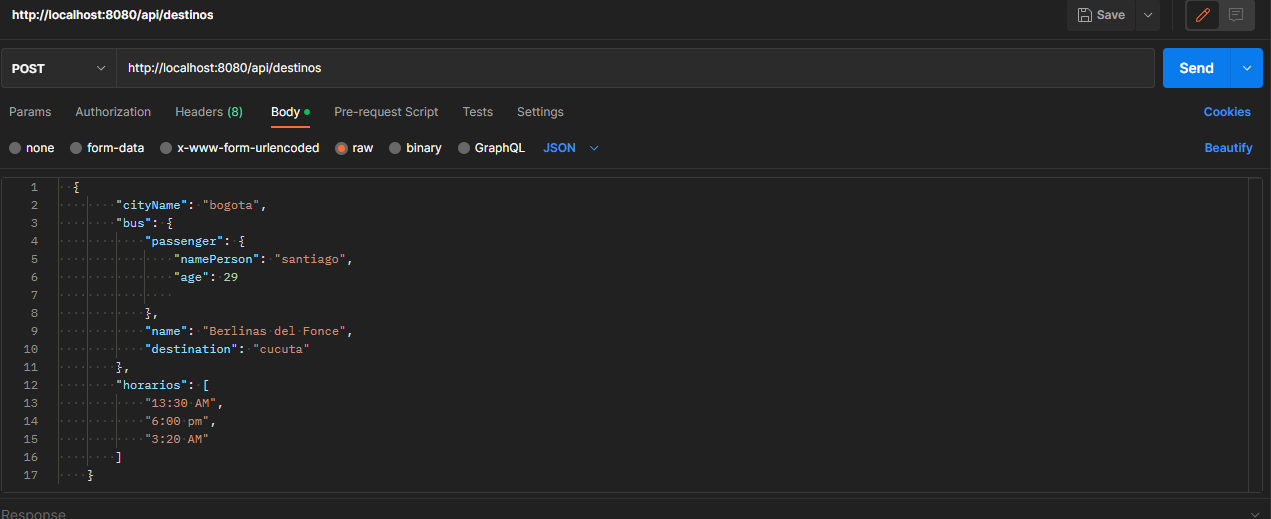 http://localhost:8080/api/destinos
Save
POST
http://localhost:8080/api/destinos
Send
Params Authorization Headers (8) Body Pre-request Script Tests Settings Cookies
none form-data x-www-form-urlencoded raw binary GraphQL JSON Beautify
1 {
2 "cityName": "bogota",
3 "bus": {
4 "passenger": {
5 "namePerson": "santiago",
6 "age": 29
7
8 },
9 "name": "Berlinas del Fonce",
10 "destination": "cucuta"
11 },
12 "horarios": [
13 "13:30 AM",
14 "6:00 pm",
15 "3:20 AM"
16 ]
17 }
Response